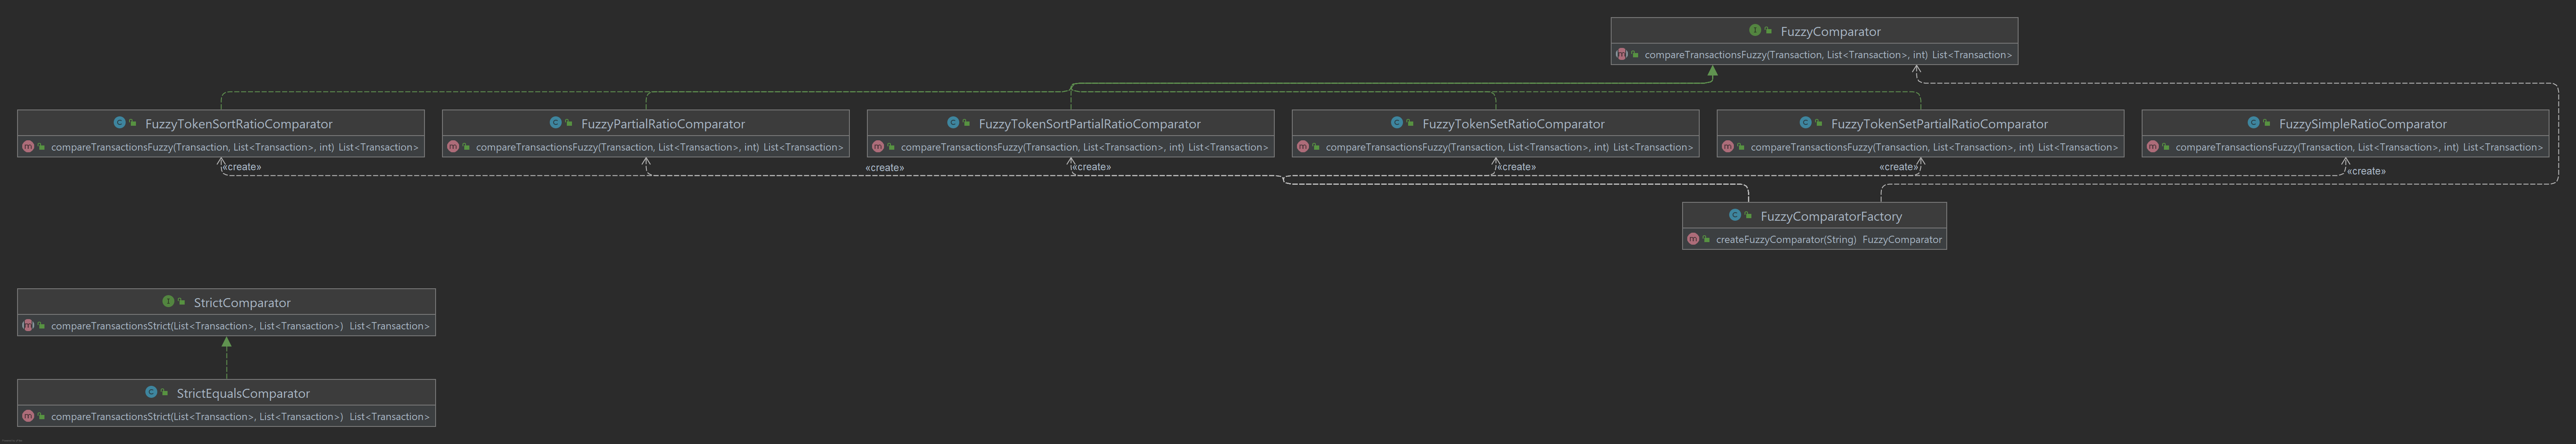 FuzzyComparator
compareTransactionsFuzzy(Transaction, List<Transaction>, int) List<Transaction>
FuzzyTokenSortRatioComparator
compareTransactionsFuzzy(Transaction, List<Transaction>, int) List<Transaction>
FuzzyPartialRatioComparator
compareTransactionsFuzzy(Transaction, List<Transaction>, int) List<Transaction>
FuzzyTokenSortPartialRatioComparator
compareTransactionsFuzzy(Transaction, List<Transaction>, int) List<Transaction>
FuzzyTokenSetRatioComparator
compareTransactionsFuzzy(Transaction, List<Transaction>, int) List<Transaction>
FuzzyTokenSetPartialRatioComparator
compareTransactionsFuzzy(Transaction, List<Transaction>, int) List<Transaction>
FuzzySimpleRatioComparator
compareTransactionsFuzzy(Transaction, List<Transaction>, int) List<Transaction>
«create»
«create»
«create»
«create»
«create»
«create»
FuzzyComparatorFactory
createFuzzyComparator(String) FuzzyComparator
StrictComparator
compareTransactionsStrict(List<Transaction>, List<Transaction>) List<Transaction>
StrictEqualsComparator
compareTransactionsStrict(List<Transaction>, List<Transaction>) List<Transaction>